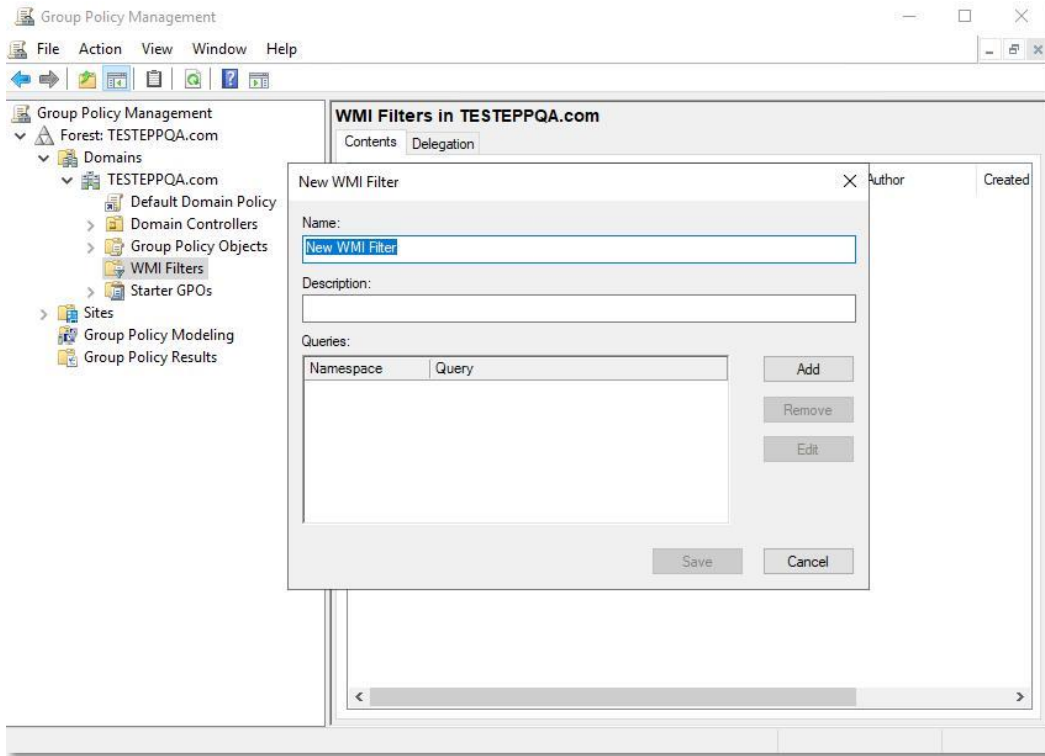 Group Policy Management
File Action View Window Help
Group Policy Management
Forest: TESTEPPQA.com
Domains
TESTEPPQA.com
Default Domain Policy
Domain Controllers
Group Policy Objects
WMI Filters
Starter GPOs
Sites
Group Policy Modeling
Group Policy Results
WMI Filters in TESTEPPQA.com
Contents Delegation
Author Created
New WMI Filter
Name:
New WMI Filter
Description:
Queries:
Namespace Query
Add
Remove
Edit
Save Cancel